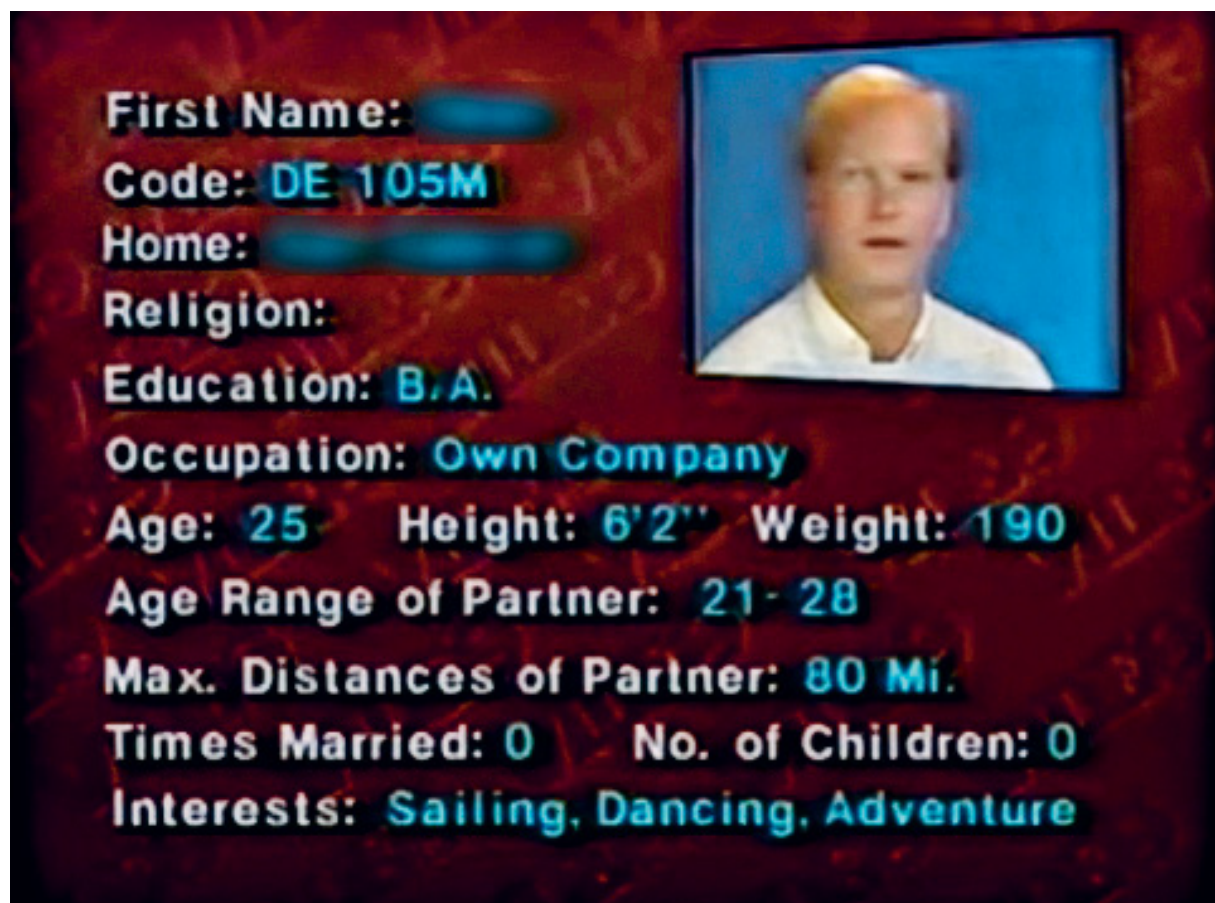 First Name:
Code: DE 105M
Home:
Religion:
Education: B.A.
Occupation: Own Company
Age: 25 Height: 6'2" Weight: 190
Age Range of Partner: 21- 28
Max. Distances of Partner: 80 Mi.
Times Married: 0 No. of Children: 0
Interests: Sailing, Dancing, Adventure